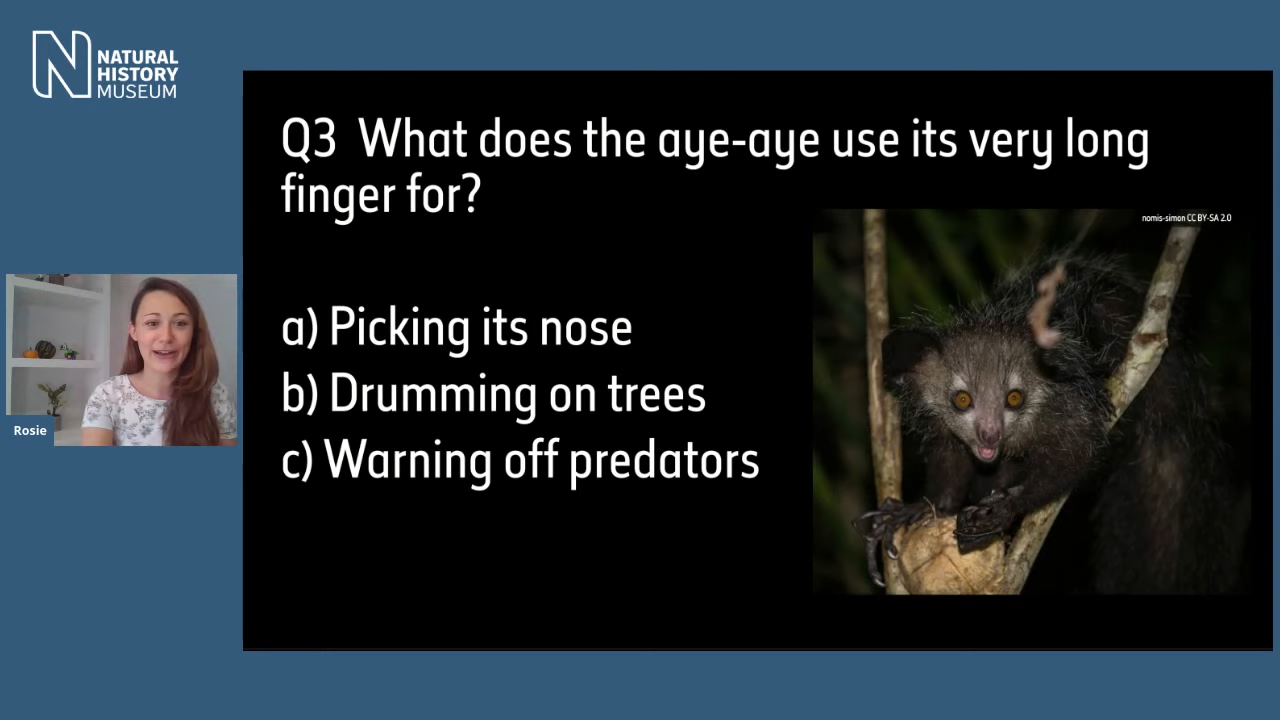 NATURAL
HISTORY
MUSEUM
Q3 What does the aye-aye use its very long
finger for?
nomis-simon CC BY-SA 2.0
a) Picking its nose
b) Drumming on trees
c) Warning off predators
Rosie